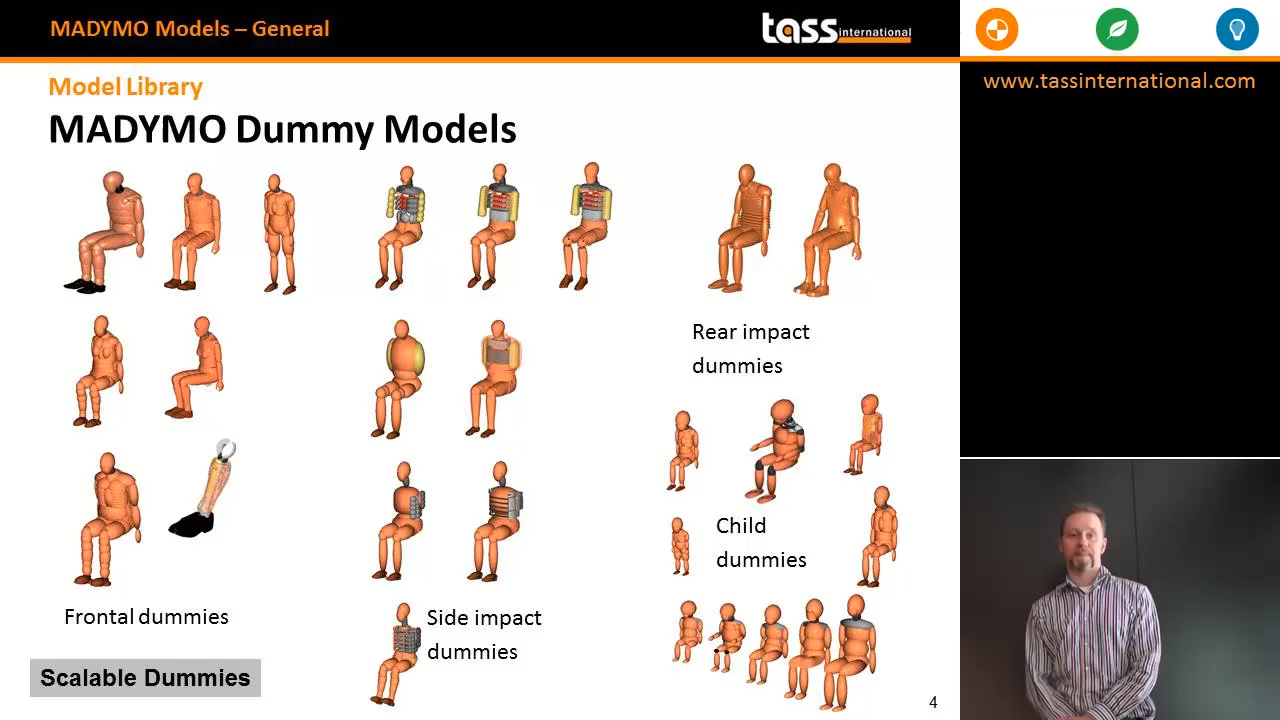 MADYMO Models – General
tass international
www.tassinternational.com
Model Library
MADYMO Dummy Models
Rear impact
dummies
Child
dummies
Frontal dummies
Side impact
dummies
Scalable Dummies
4